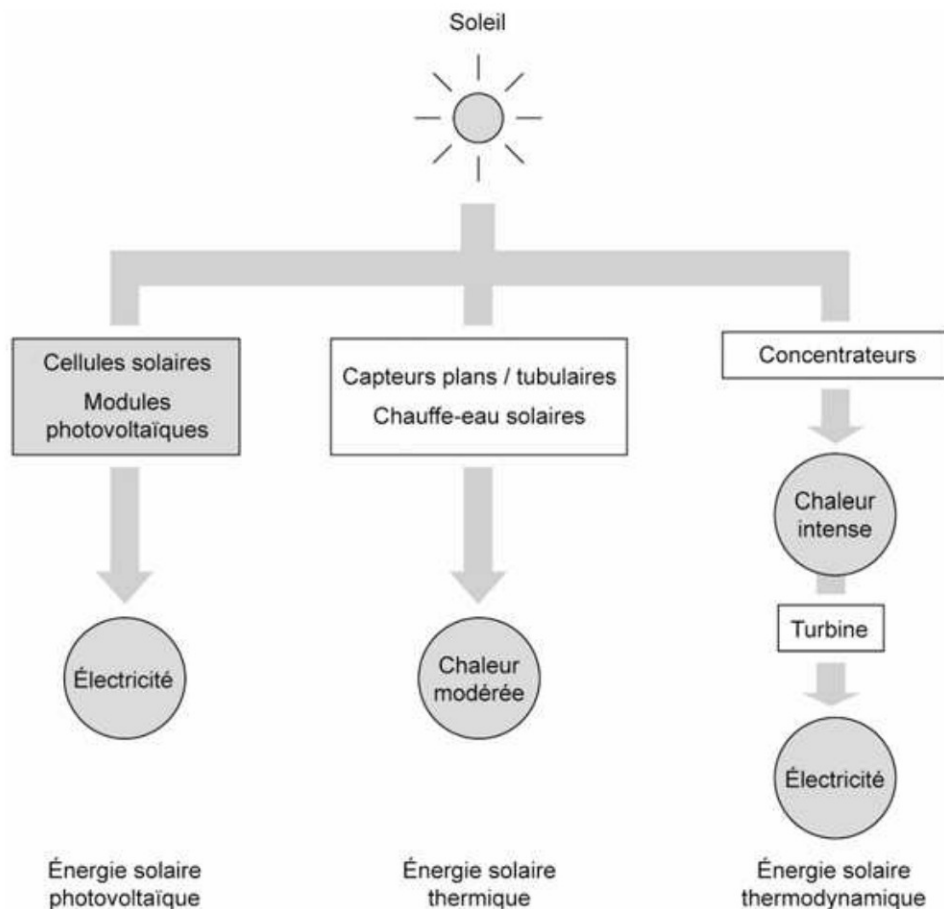 Soleil
Cellules solaires
Modules
photovoltaïques
Capteurs plans / tubulaires
Chauffe-eau solaires
Concentrateurs
Chaleur
intense
Turbine
Électricité
Chaleur
modérée
Électricité
Énergie solaire
photovoltaïque
Énergie solaire
thermique
Énergie solaire
thermodynamique